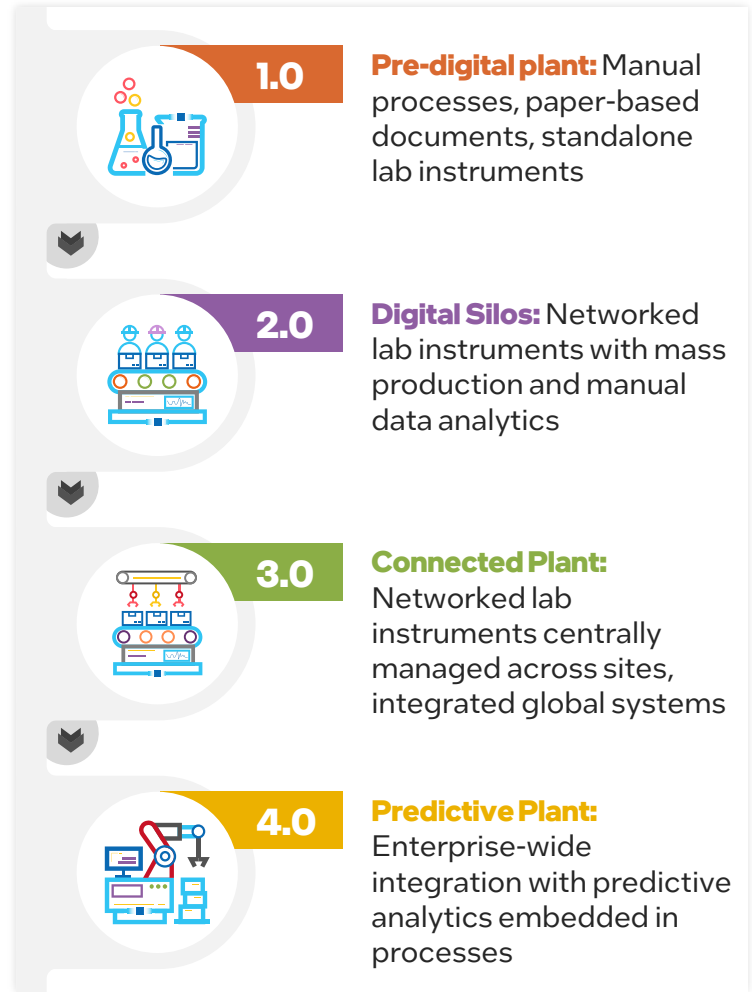 1.0
Pre-digital plant: Manual
processes, paper-based
documents, standalone
lab instruments
2.0
Digital Silos: Networked
lab instruments with mass
production and manual
data analytics
3.0
Connected Plant:
Networked lab
instruments centrally
managed across sites,
integrated global systems
4.0
Predictive Plant:
Enterprise-wide
integration with predictive
analytics embedded in
processes